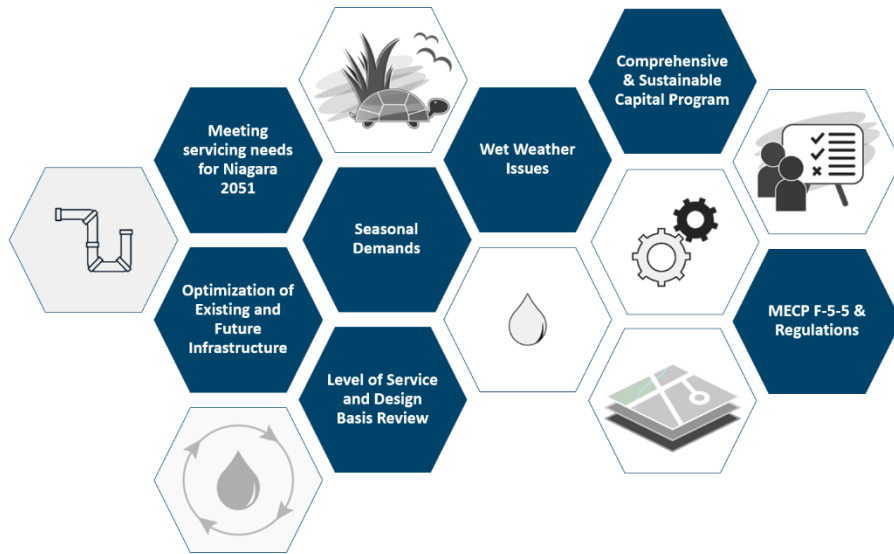 Meeting
servicing needs
for Niagara
2051
Optimization of
Existing and
Future
Infrastructure
Seasonal
Demands
Level of Service
and Design
Basis Review
Wet Weather
Issues
Comprehensive
& Sustainable
Capital Program
MECP F-5-5 &
Regulations